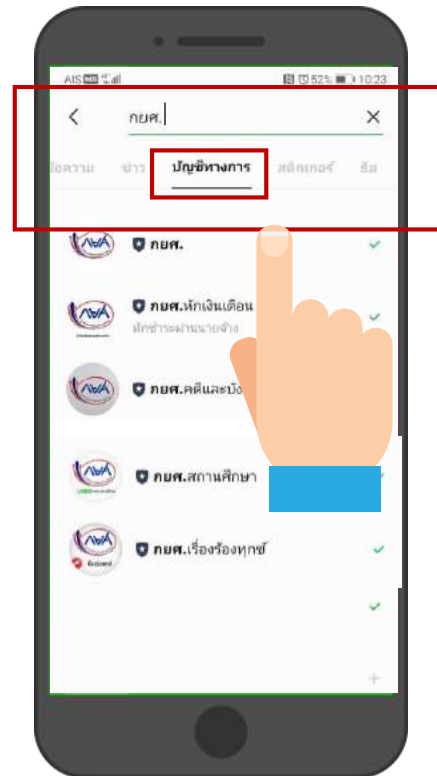 AIS 52% 10:23
กยศ.
ข้อความ ข่าว บัญชีทางการ สติกเกอร์ ธีม
กยศ.
กยศ.หักเงินเดือน
หักชำระผ่านนายจ้าง
กยศ.คดีและบัง
กยศ.สถานศึกษา
กยศ.เรื่องร้องทุกข์